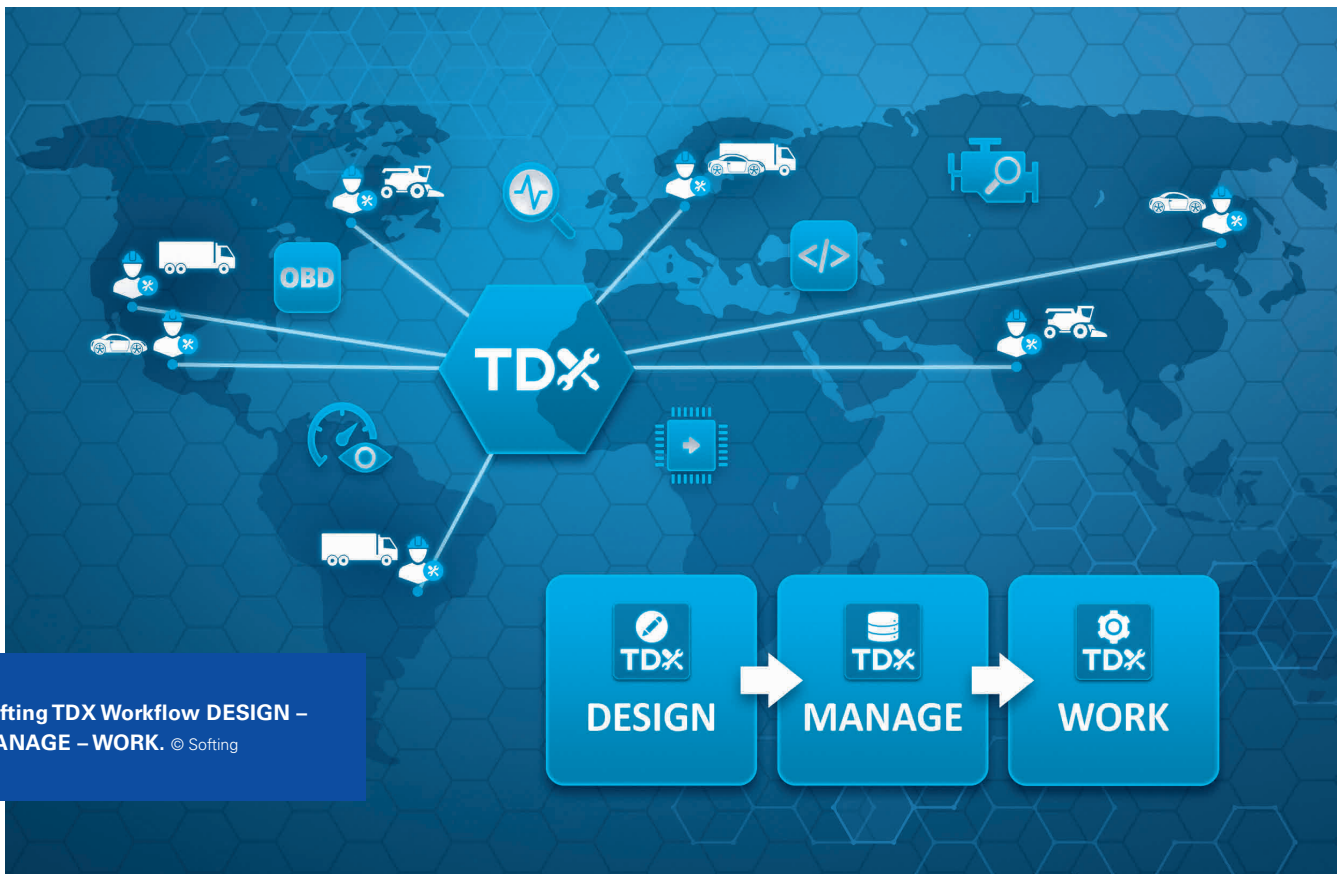 OBD
</>
TDX
TDX
TDX
TDX
DESIGN
MANAGE
WORK
fting TDX Workflow DESIGN –
ANAGE – WORK. © Softing